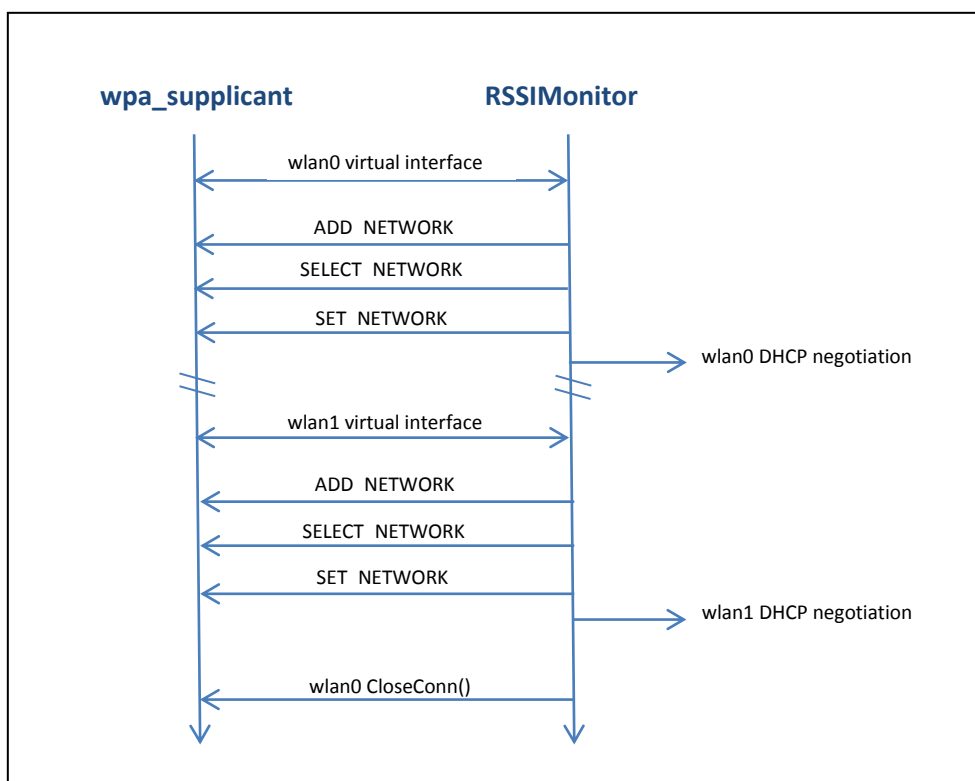 wpa_supplicant
RSSIMonitor
wlan0 virtual interface
ADD NETWORK
SELECT NETWORK
SET NETWORK
wlan0 DHCP negotiation
wlan1 virtual interface
ADD NETWORK
SELECT NETWORK
SET NETWORK
wlan1 DHCP negotiation
wlan0 CloseConn()